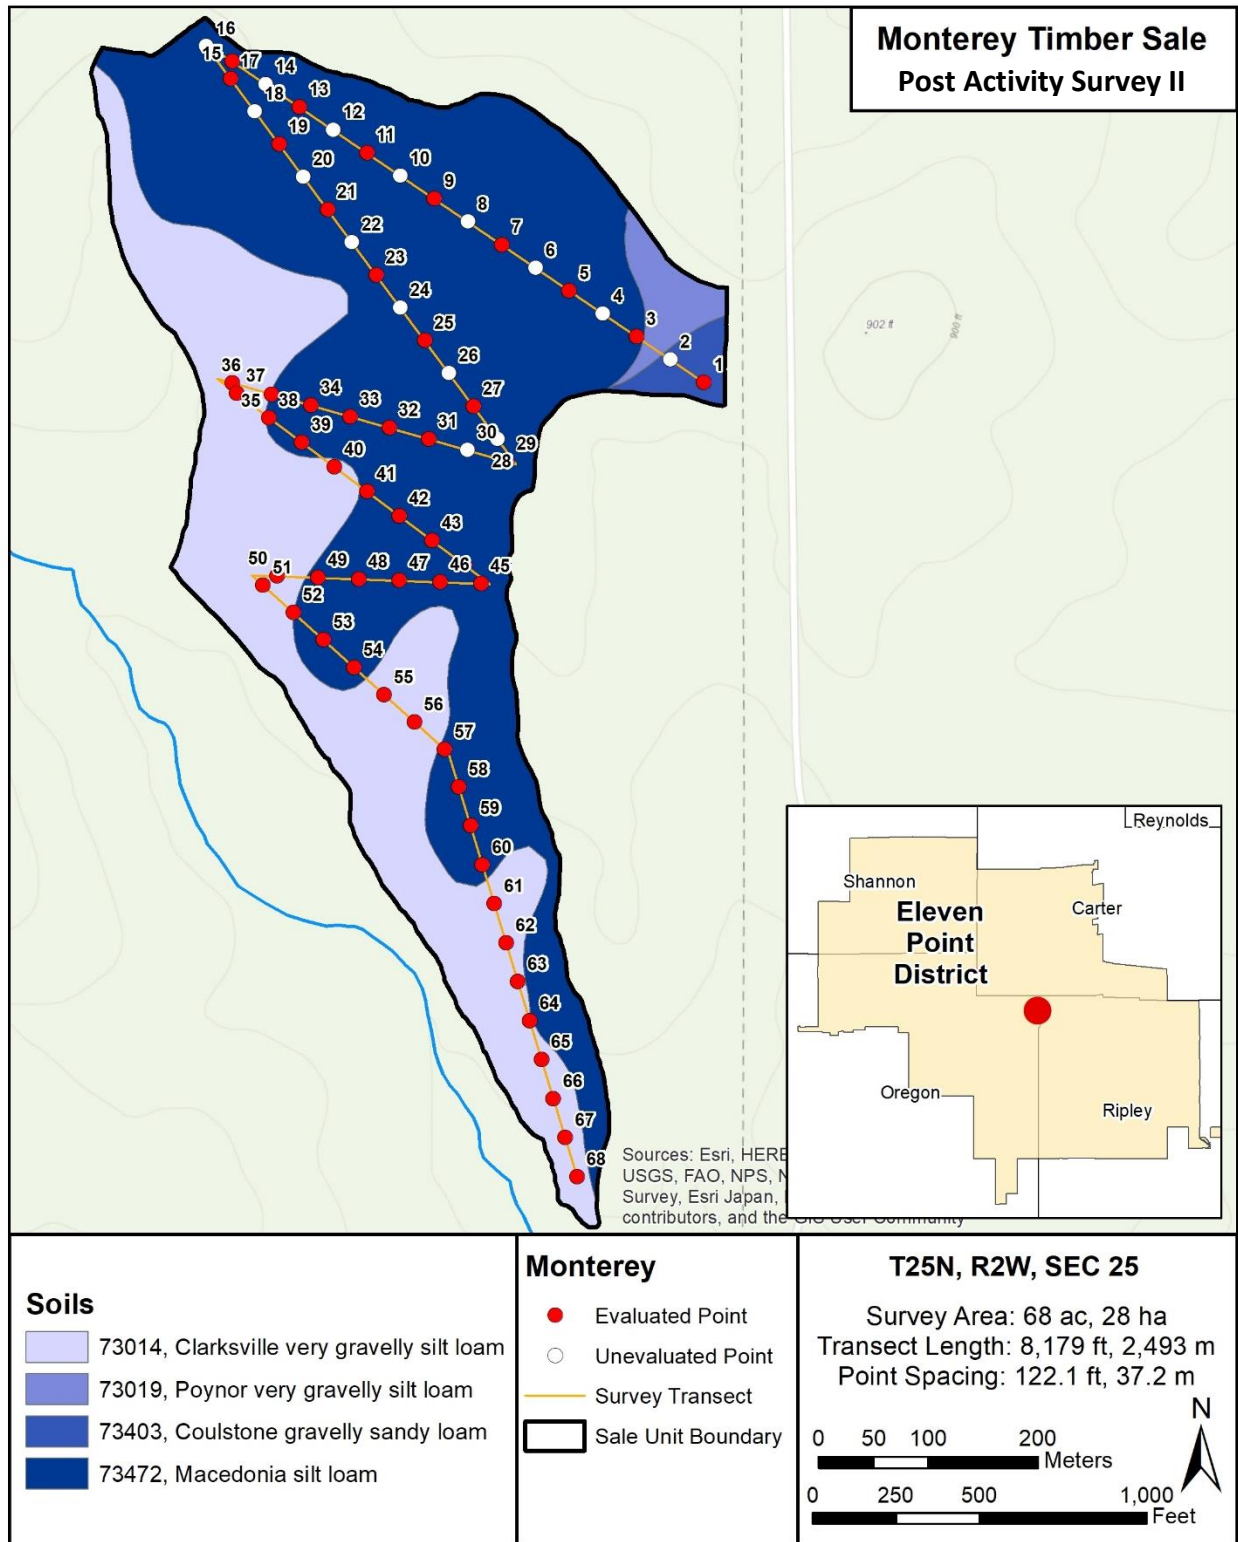 Monterey Timber Sale
Post Activity Survey II
16
15
17
14
18
13
12
19
11
20
10
9
21
8
22
7
23
6
24
5
4
25
3
26
2
1
902 ft
900 ft
36
37
27
34
35
38
33
32
31
30
29
39
28
40
41
42
43
50
51
49
48
47
46
45
52
53
54
55
56
57
58
59
60
61
62
63
64
65
66
67
68
Reynolds
Shannon
Carter
Eleven
Point
District
Oregon
Ripley
Sources: Esri, HERE
USGS, FAO, NPS, N
Survey, Esri Japan,
contributors, and the GIS User Community
Soils
73014, Clarksville very gravelly silt loam
73019, Poynor very gravelly silt loam
73403, Coulstone gravelly sandy loam
73472, Macedonia silt loam
Monterey
Evaluated Point
Unevaluated Point
Survey Transect
Sale Unit Boundary
T25N, R2W, SEC 25
Survey Area: 68 ac, 28 ha
Transect Length: 8,179 ft, 2,493 m
Point Spacing: 122.1 ft, 37.2 m
N
0 50 100 200
Meters
0 250 500 1,000
Feet